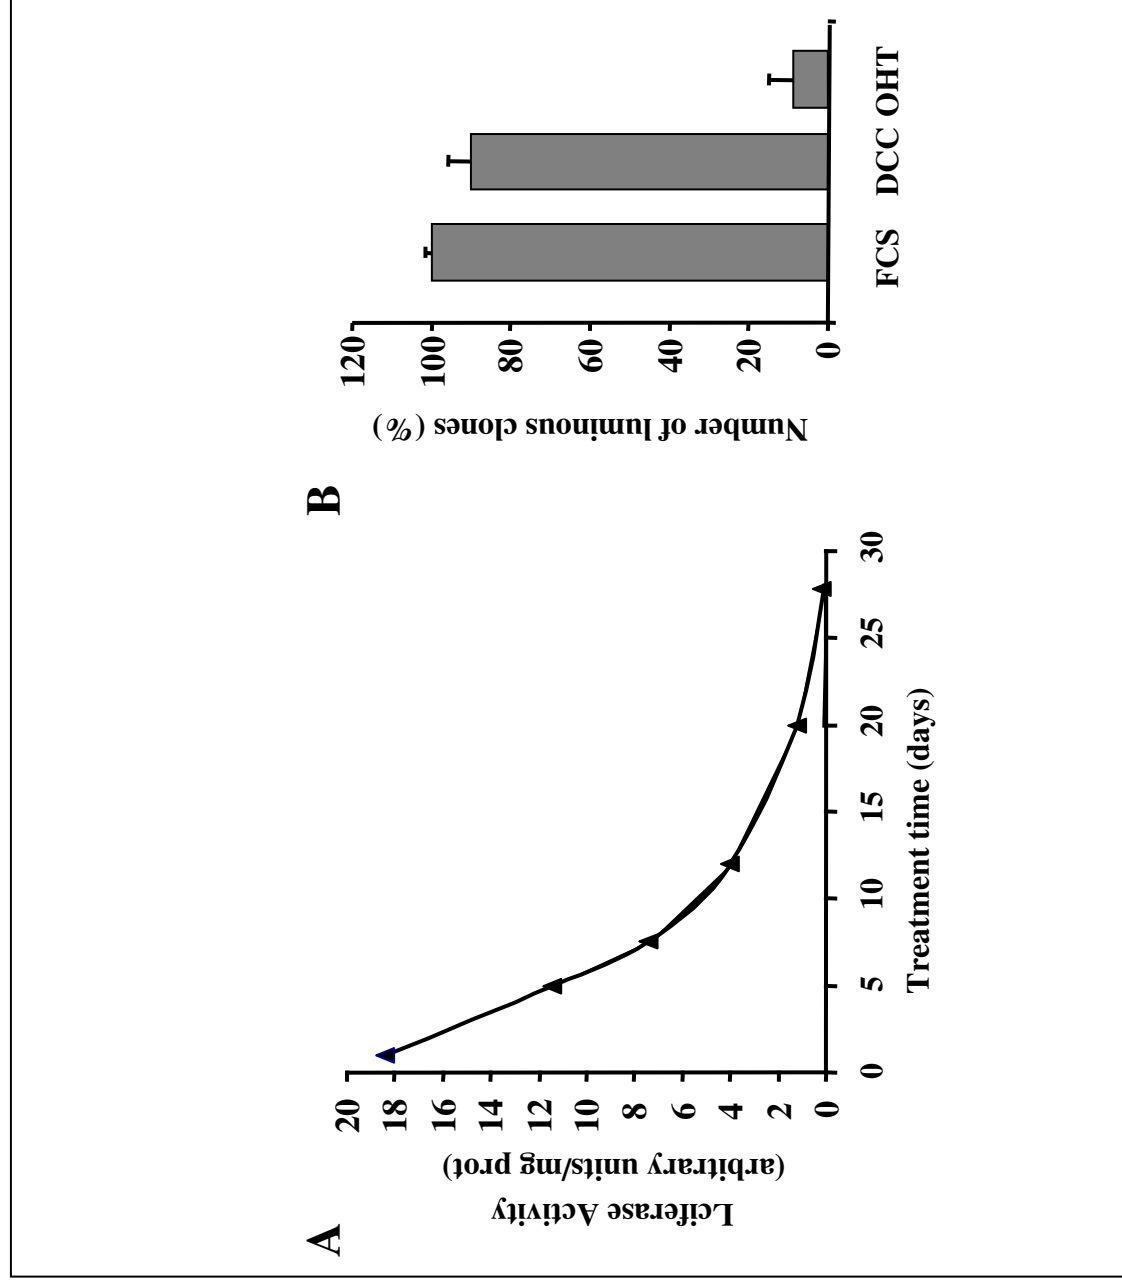 A
Lciferase Activity
(arbitrary units/mg prot)
20
18
16
14
12
10
8
6
4
2
0
0 5 10 15 20 25 30
Treatment time (days)
B
Number of luminous clones (%)
120
100
80
60
40
20
0
FCS DCC OHT